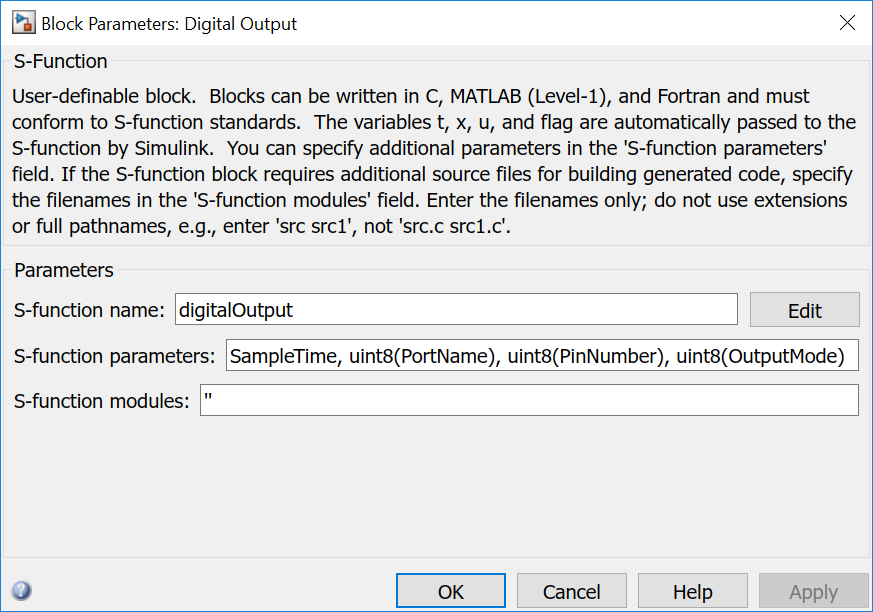 Block Parameters: Digital Output
S-Function
User-definable block.  Blocks can be written in C, MATLAB (Level-1), and Fortran and must
conform to S-function standards.  The variables t, x, u, and flag are automatically passed to the
S-function by Simulink.  You can specify additional parameters in the 'S-function parameters'
field. If the S-function block requires additional source files for building generated code, specify
the filenames in the 'S-function modules' field. Enter the filenames only; do not use extensions
or full pathnames, e.g., enter 'src src1', not 'src.c src1.c'.
Parameters
S-function name: digitalOutput Edit
S-function parameters: SampleTime, uint8(PortName), uint8(PinNumber), uint8(OutputMode)
S-function modules: ''
? OK Cancel Help Apply